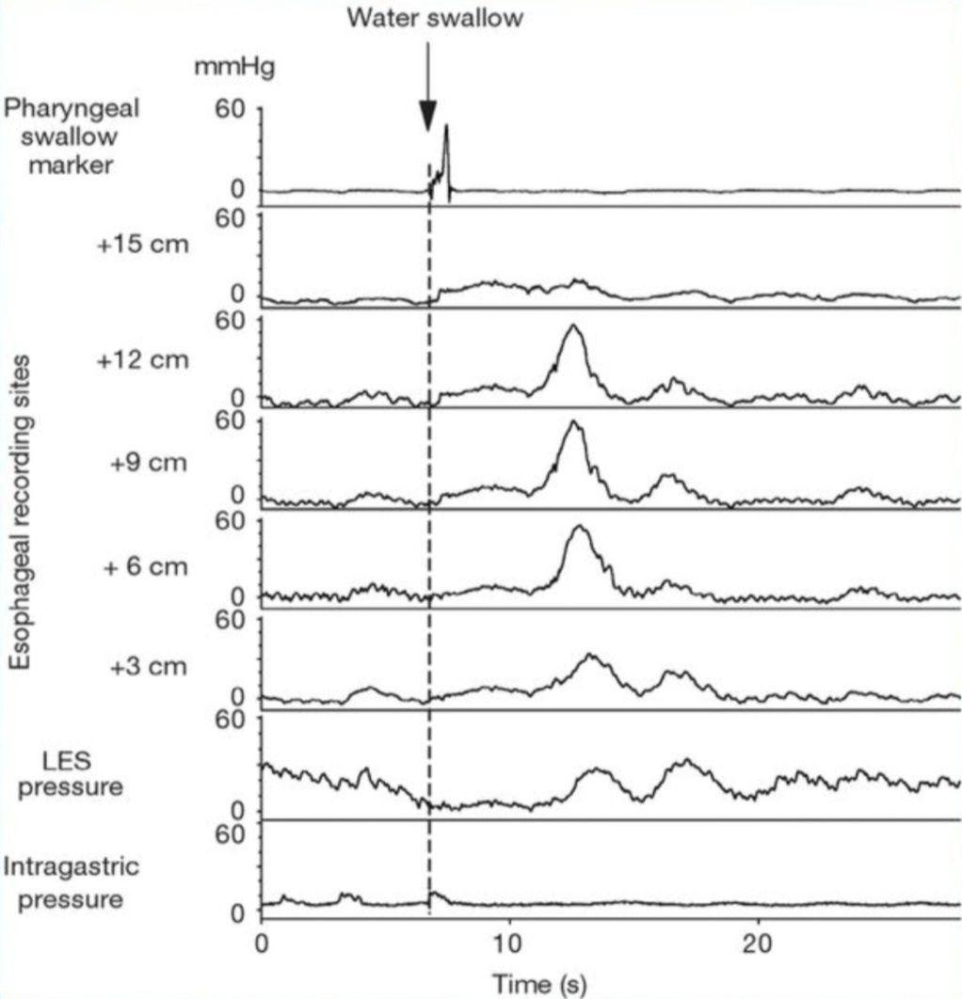 Water swallow
mmHg
Pharyngeal
swallow
marker
60
0
+15 cm
60
0
+12 cm
60
0
+9 cm
60
0
+ 6 cm
60
0
+3 cm
60
0
Esophageal recording sites
LES
pressure
60
0
Intragastric
pressure
60
0
0
10
20
Time (s)